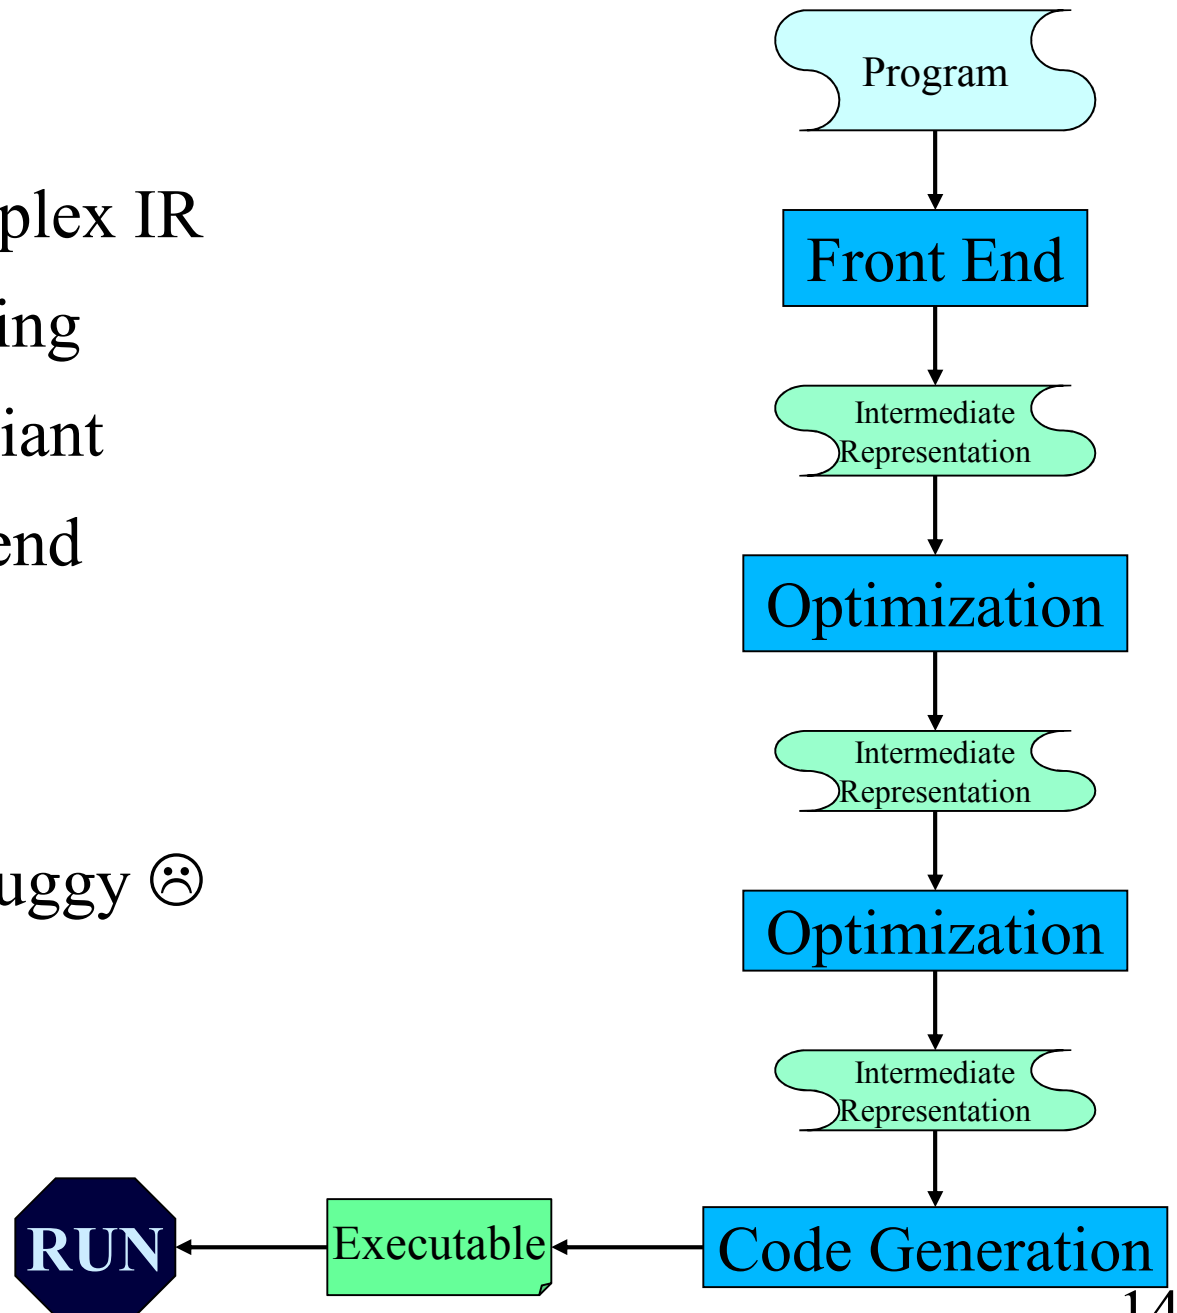 plex IR
ing
iant
end
uggy ☹
Program
Front End
Intermediate
Representation
Optimization
Intermediate
Representation
Optimization
Intermediate
Representation
Code Generation
Executable
RUN
14